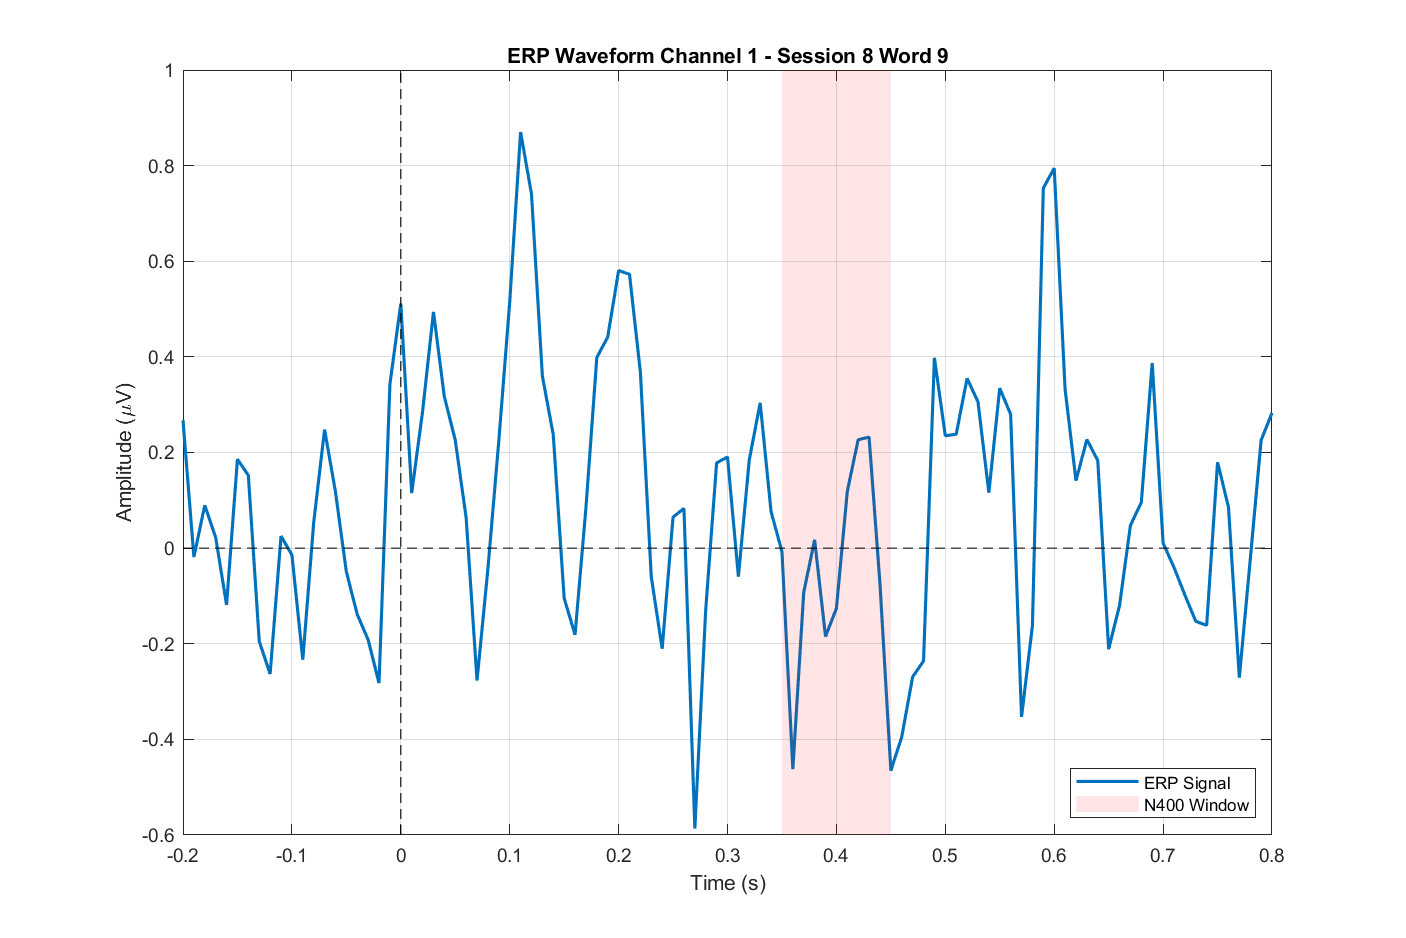 ERP Waveform Channel 1 - Session 8 Word 9
1
0.8
0.6
0.4
0.2
0
-0.2
-0.4
-0.6
Amplitude (μV)
-0.2 -0.1 0 0.1 0.2 0.3 0.4 0.5 0.6 0.7 0.8
Time (s)
ERP Signal
N400 Window